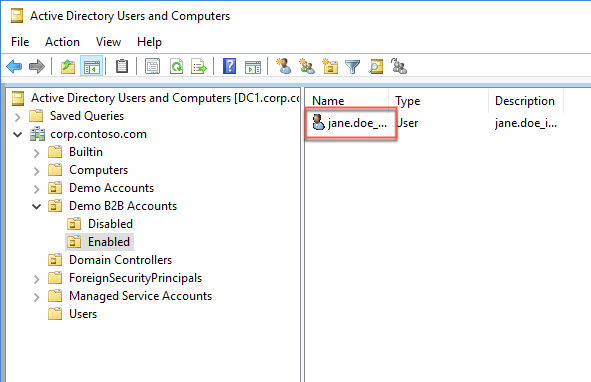 Active Directory Users and Computers
File Action View Help
Active Directory Users and Computers [DC1.corp.cc
Saved Queries
corp.contoso.com
Builtin
Computers
Demo Accounts
Demo B2B Accounts
Disabled
Enabled
Domain Controllers
ForeignSecurityPrincipals
Managed Service Accounts
Users
Name Type Description
jane.doe_... User jane.doe_i...